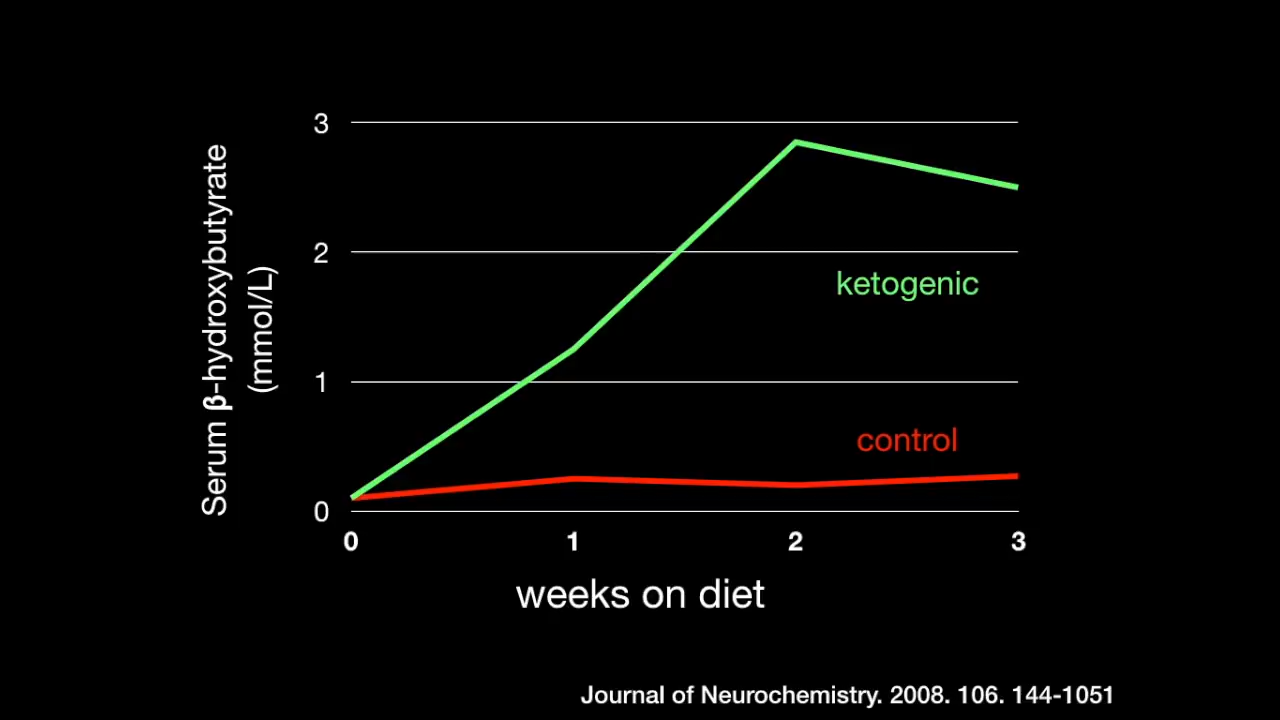 3
2
1
0
Serum β-hydroxybutyrate
(mmol/L)
ketogenic
control
0 1 2 3
weeks on diet
Journal of Neurochemistry. 2008. 106. 144-1051